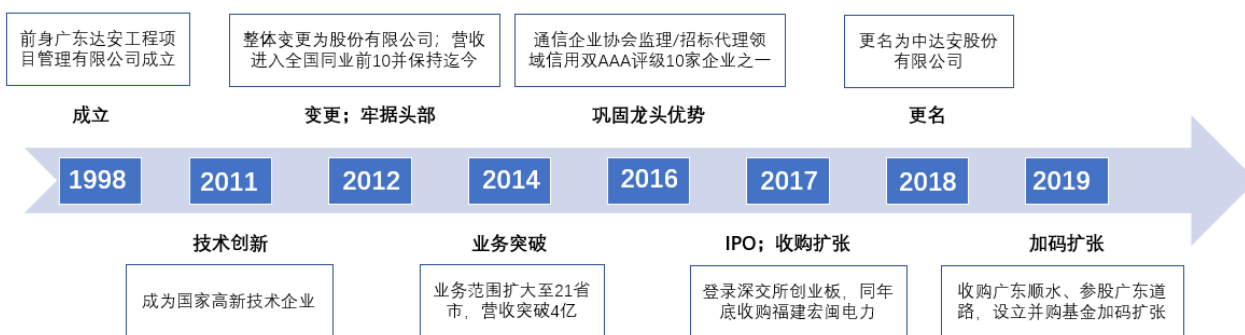 前身广东达安工程项
目管理有限公司成立
整体变更为股份有限公司；营收
进入全国同业前10并保持迄今
通信企业协会监理/招标代理领
域信用双AAA评级10家企业之一
更名为中达安股份
有限公司
成立
变更；牢据头部
巩固龙头优势
更名
1998
2011
2012
2014
2016
2017
2018
2019
技术创新
业务突破
IPO；收购扩张
加码扩张
成为国家高新技术企业
业务范围扩大至21省
市，营收突破4亿
登录深交所创业板，同年
底收购福建宏闽电力
收购广东顺水、参股广东道
路，设立并购基金加码扩张